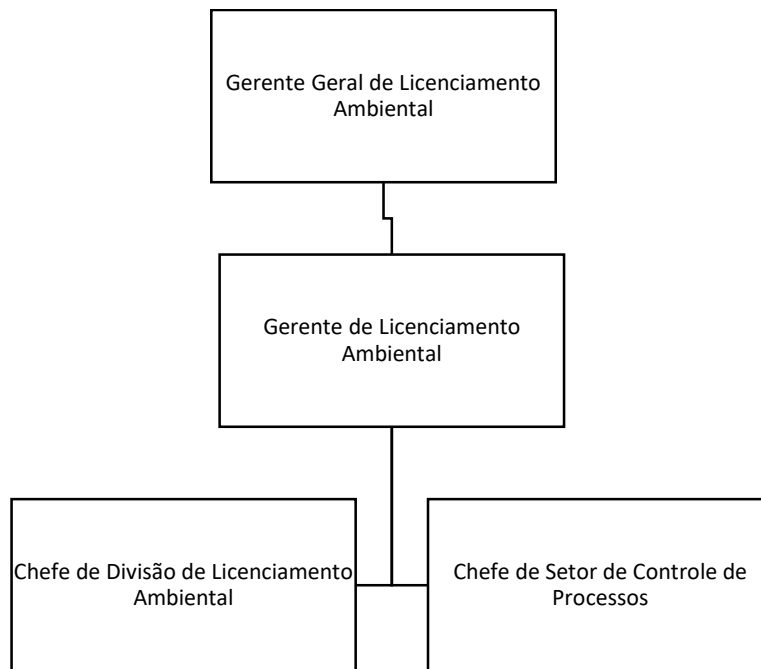 Gerente Geral de Licenciamento
Ambiental
Gerente de Licenciamento
Ambiental
Chefe de Divisão de Licenciamento
Ambiental
Chefe de Setor de Controle de
Processos